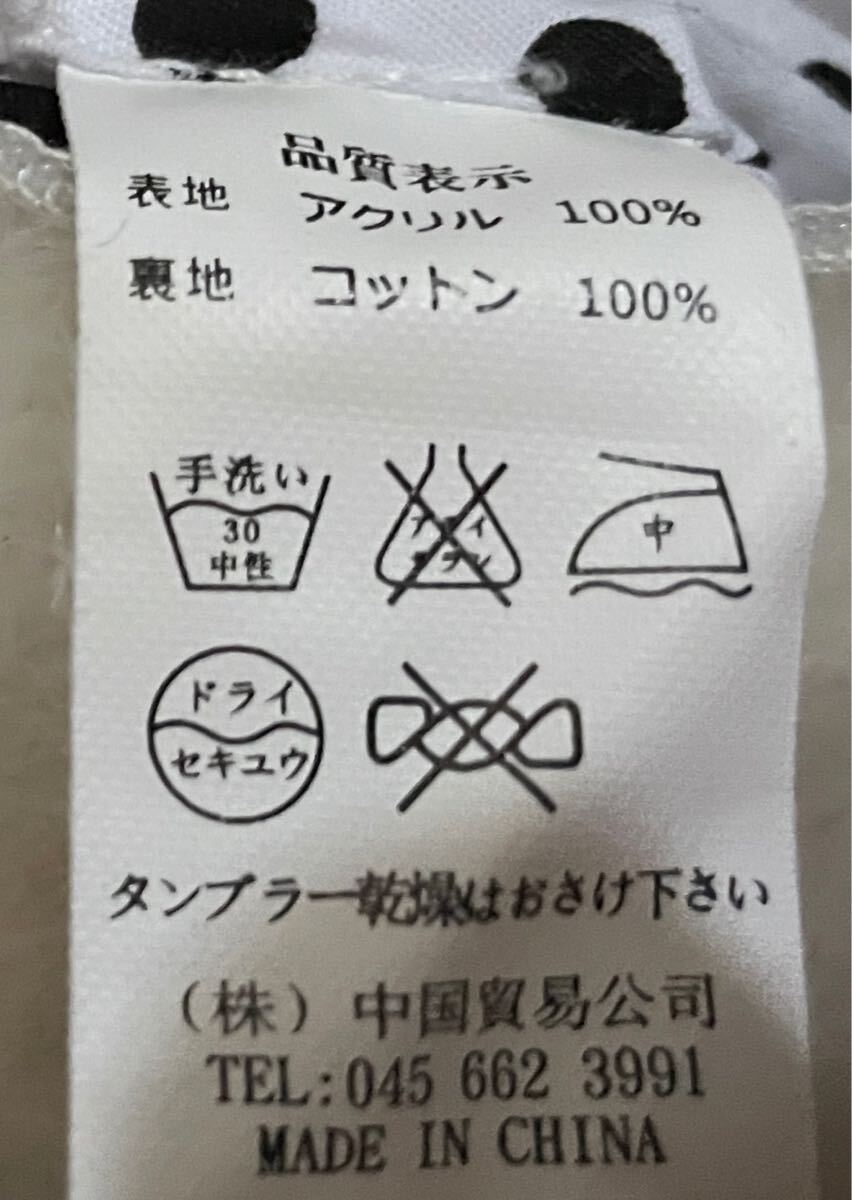 品質表示
表地 アクリル 100%
裏地 コットン 100%
手洗い
30
中性
中
ドライ
セキユウ
タンブラー乾燥はおさけ下さい
（株）中国貿易公司
TEL:045 662 3991
MADE IN CHINA